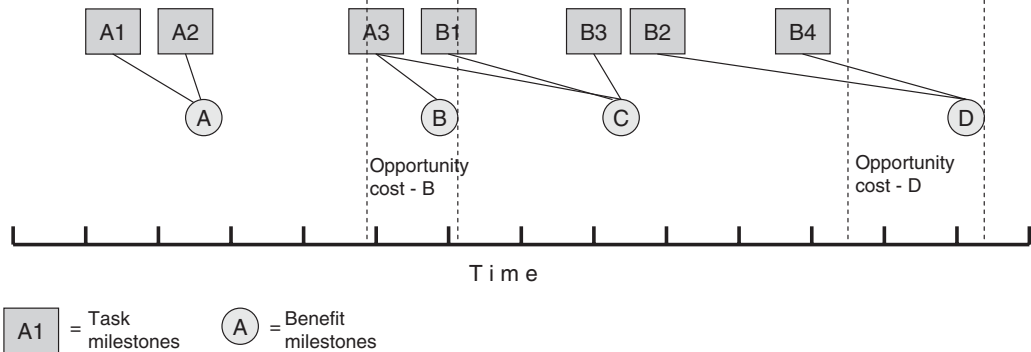 A1 A2 A3 B1 B3 B2 B4
A B C D
Opportunity
cost - B
Opportunity
cost - D
Time
A1 = Task
milestones
A = Benefit
milestones